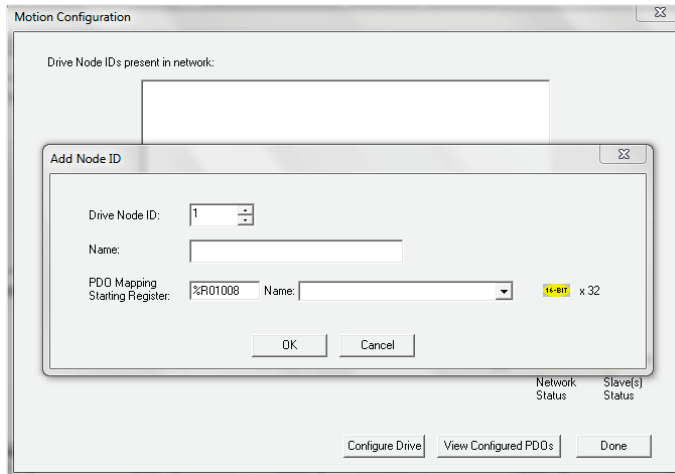 Motion Configuration
Drive Node IDs present in network:
Add Node ID
Drive Node ID: 1
Name:
PDO Mapping
Starting Register: %R01008 Name: 16-BIT x 32
OK Cancel
Network Slave(s)
Status Status
Configure Drive View Configured PDOs Done